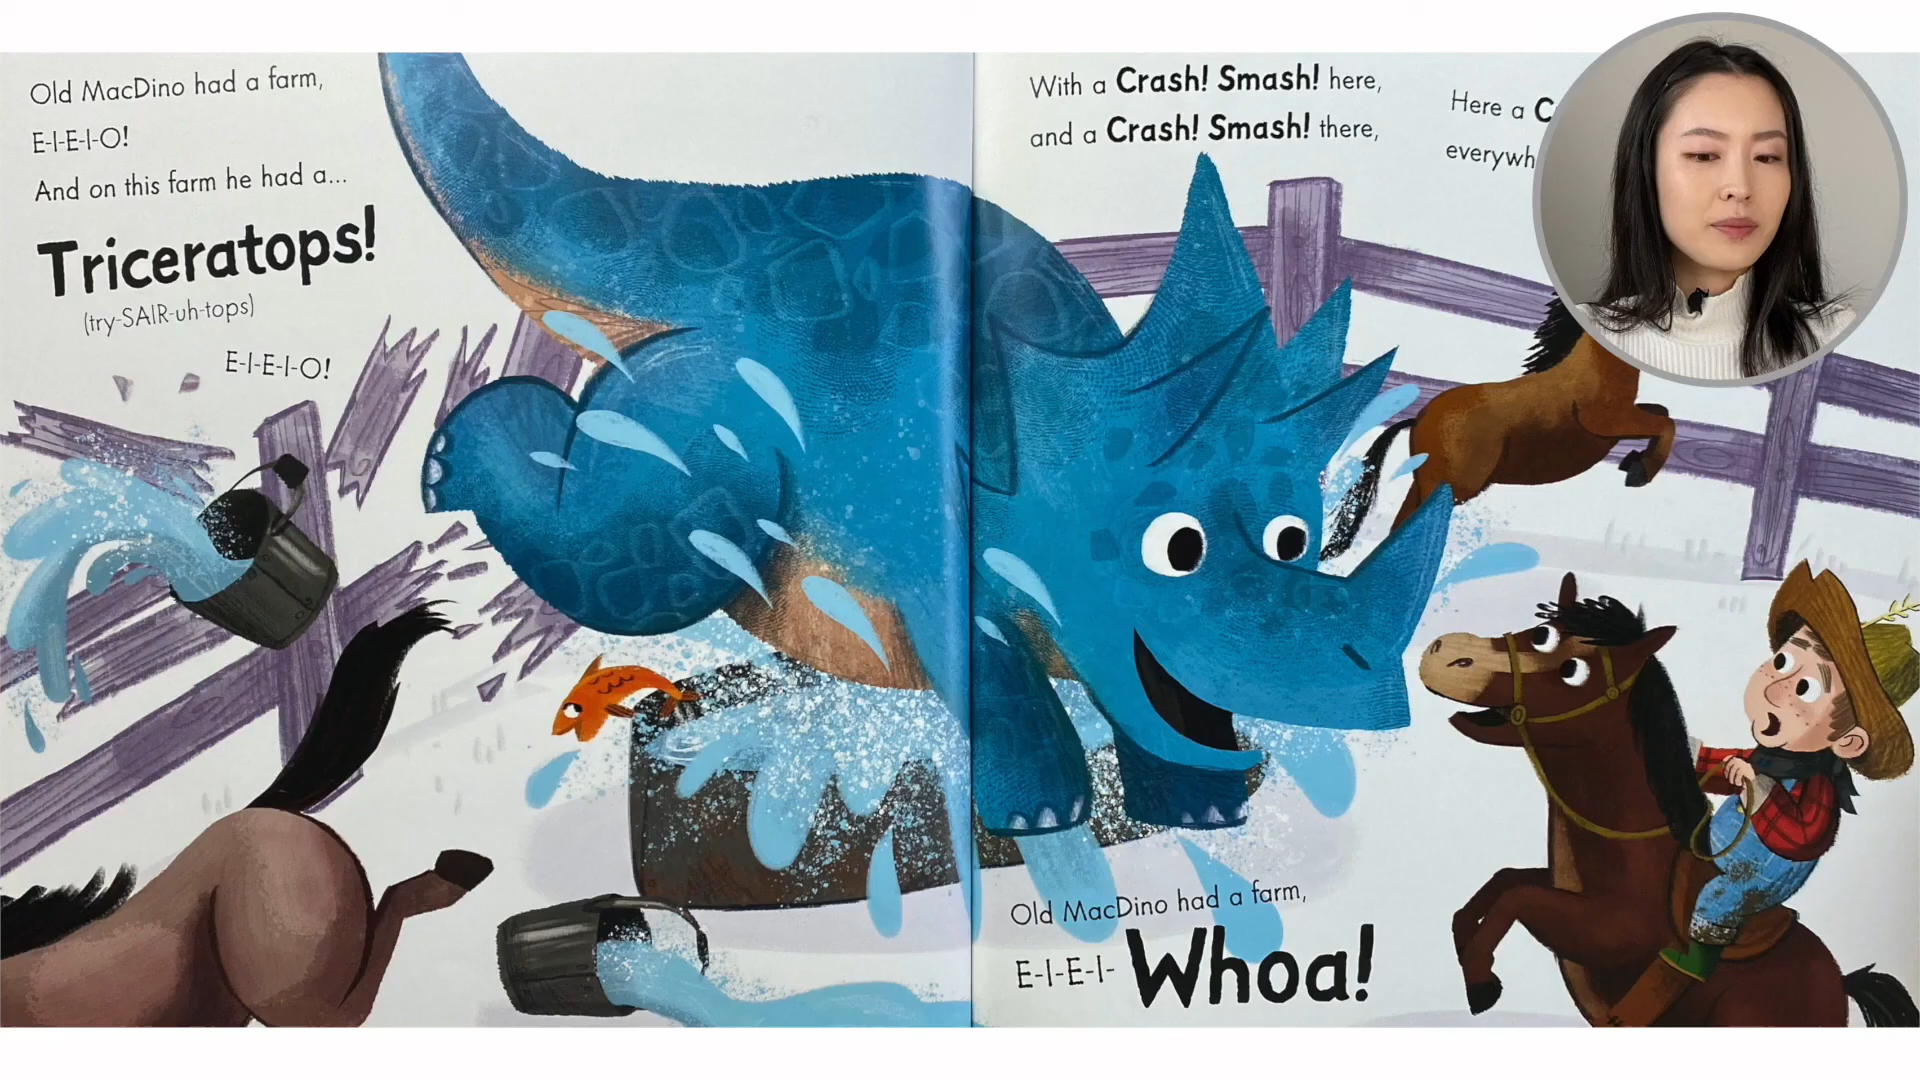 Old MacDino had a farm,
E-I-E-I-O!
And on this farm he had a...
Triceratops!
(try-SAIR-uh-tops)
E-I-E-I-O!
With a Crash! Smash! here,
and a Crash! Smash! there,
Here a
Old MacDino had a farm,
E-I-E-I-Whoa!